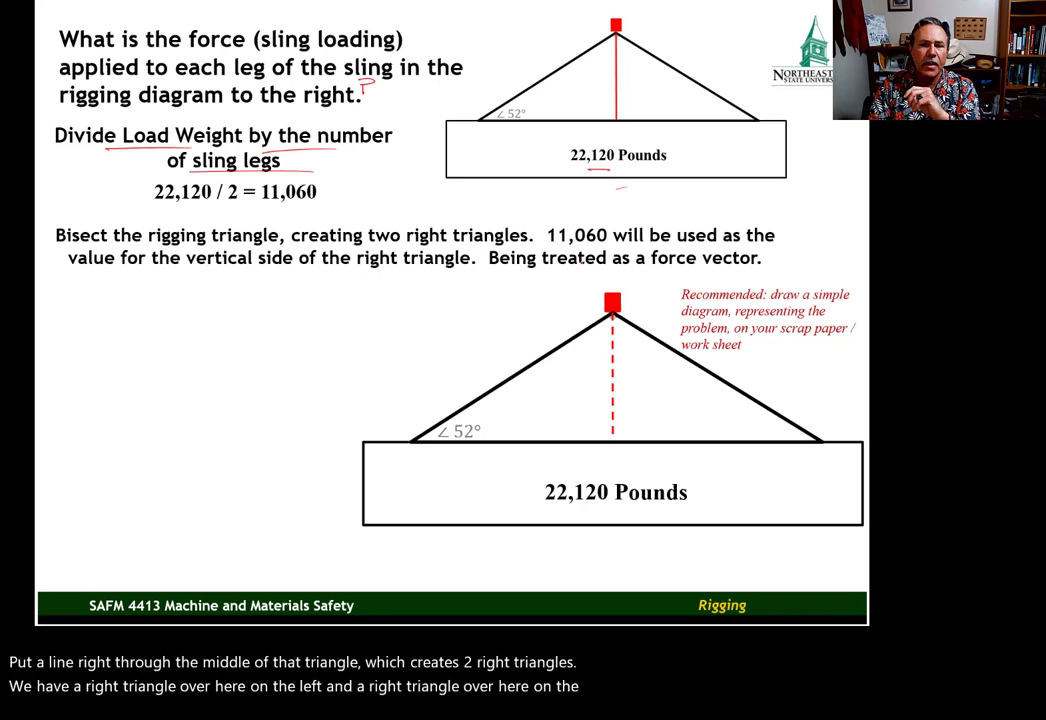 What is the force (sling loading)
applied to each leg of the sling in the
rigging diagram to the right.
?
Divide Load Weight by the number
of sling legs
22,120 / 2 = 11,060
∠ 52°
22,120 Pounds
NORTHEAST
STATE UNIVERS
Bisect the rigging triangle, creating two right triangles. 11,060 will be used as the
value for the vertical side of the right triangle. Being treated as a force vector.
Recommended: draw a simple
diagram, representing the
problem, on your scrap paper /
work sheet
∠ 52°
22,120 Pounds
SAFM 4413 Machine and Materials Safety
Rigging
Put a line right through the middle of that triangle, which creates 2 right triangles.
We have a right triangle over here on the left and a right triangle over here on the